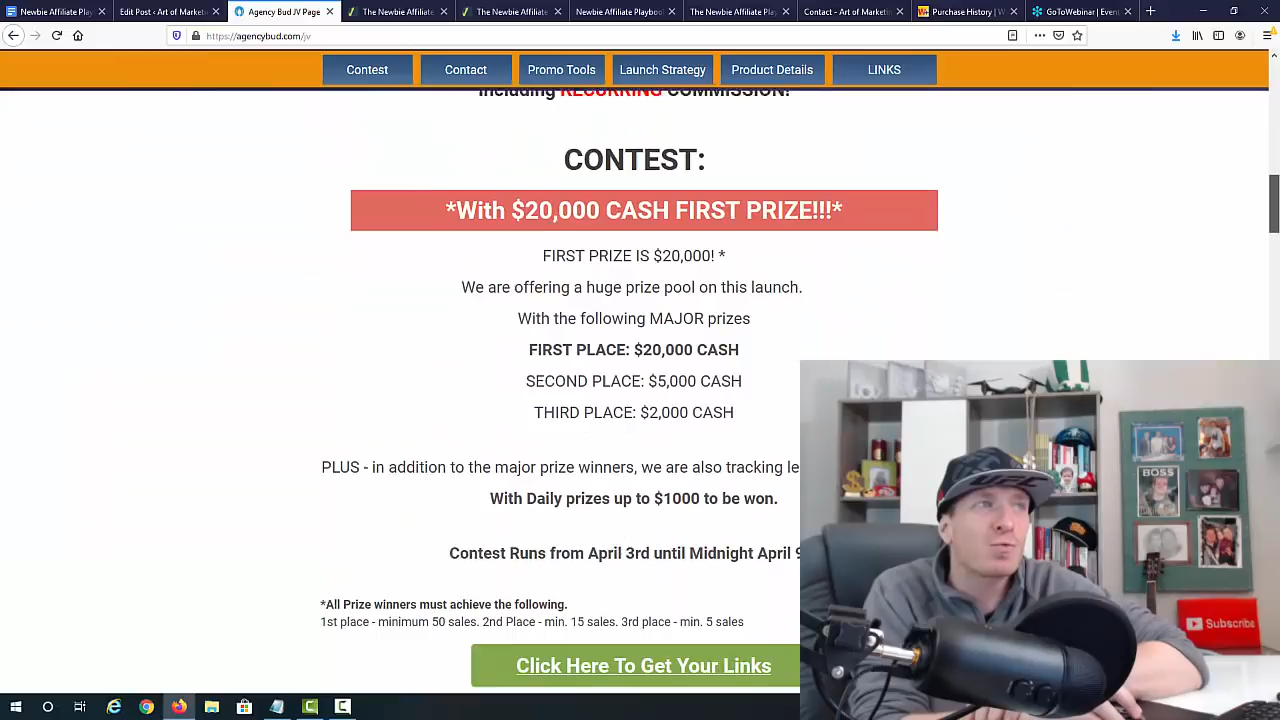 Newbie Affiliate Play
Edit Post ‹ Art of Marketin
Agency Bud JV Page
The Newbie Affiliate
The Newbie Affiliate
Newbie Affiliate Playboo
The Newbie Affiliate Pla
Contact - Art of Marketin
Purchase History | W
GoToWebinar | Event
https://agencybud.com/jv
Contest
Contact
Promo Tools
Launch Strategy
Product Details
LINKS
Including RECURRING COMMISSION!
CONTEST:
*With $20,000 CASH FIRST PRIZE!!!*
FIRST PRIZE IS $20,000! *
We are offering a huge prize pool on this launch.
With the following MAJOR prizes
FIRST PLACE: $20,000 CASH
SECOND PLACE: $5,000 CASH
THIRD PLACE: $2,000 CASH
PLUS - in addition to the major prize winners, we are also tracking le
With Daily prizes up to $1000 to be won.
Contest Runs from April 3rd until Midnight April 9
*All Prize winners must achieve the following.
1st place - minimum 50 sales. 2nd Place - min. 15 sales. 3rd place - min. 5 sales
Click Here To Get Your Links
BOSS
Subscribe